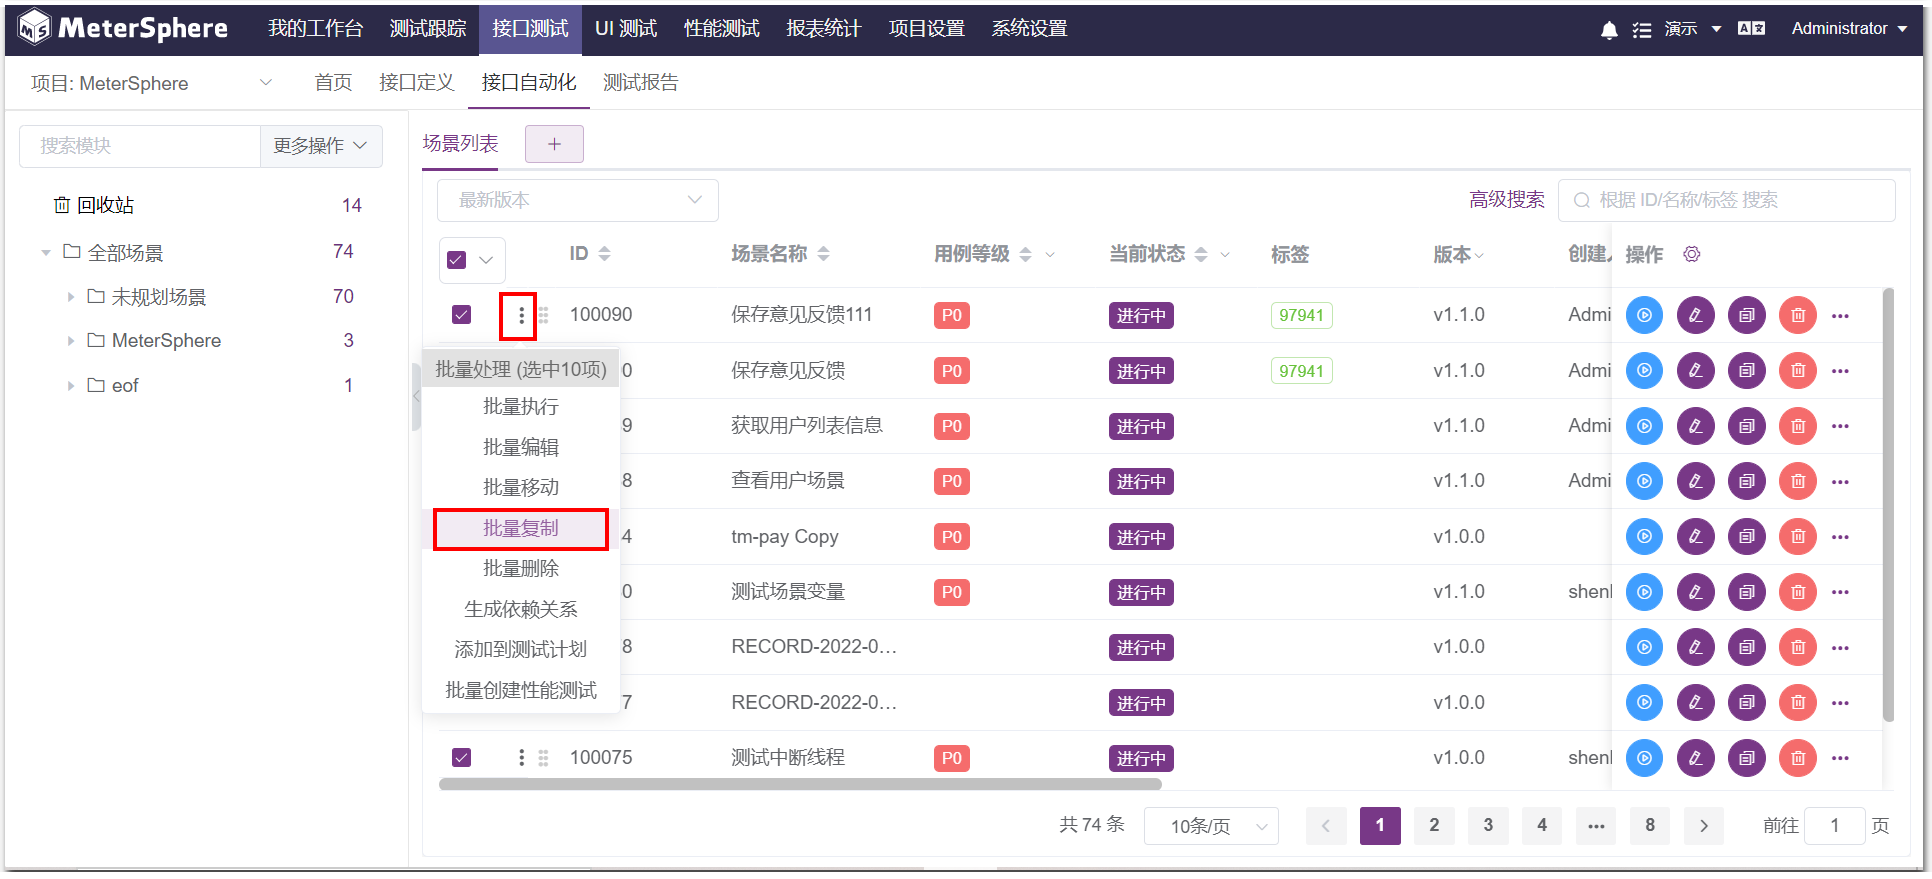 MeterSphere 我的工作台 测试跟踪 接口测试 UI 测试 性能测试 报表统计 项目设置 系统设置 演示 Administrator
项目: MeterSphere 首页 接口定义 接口自动化 测试报告
搜索模块 更多操作
回收站 14
全部场景 74
未规划场景 70
MeterSphere 3
eof 1
场景列表 +
最新版本 高级搜索 根据 ID/名称/标签 搜索
ID 场景名称 用例等级 当前状态 标签 版本 创建人 操作
100090 保存意见反馈111 P0 进行中 97941 v1.1.0 Admi
0 保存意见反馈 P0 进行中 97941 v1.1.0 Admi
9 获取用户列表信息 P0 进行中 v1.1.0 Admi
8 查看用户场景 P0 进行中 v1.1.0 Admi
4 tm-pay Copy P0 进行中 v1.0.0
0 测试场景变量 P0 进行中 v1.1.0 shenl
8 RECORD-2022-0... 进行中 v1.0.0
7 RECORD-2022-0... 进行中 v1.0.0
100075 测试中断线程 P0 进行中 v1.0.0 shenl
批量处理 (选中10项)
批量执行
批量编辑
批量移动
批量复制
批量删除
生成依赖关系
添加到测试计划
批量创建性能测试
共 74 条 10条/页 < 1 2 3 4 ... 8 > 前往 1 页